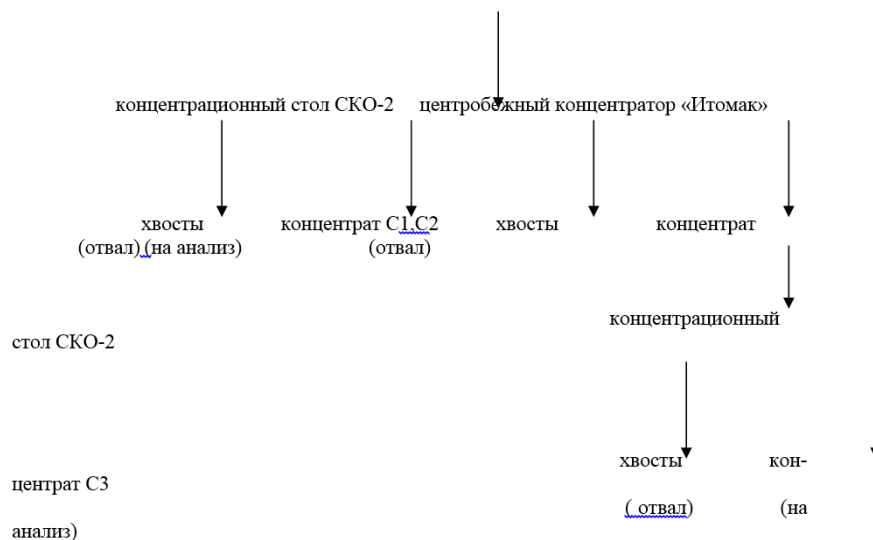 концентрационный стол СКО-2 центробежный концентратор «Итомак»
хвосты концентрат С1,С2 хвосты концентрат
(отвал) (на анализ) (отвал)
концентрационный
стол СКО-2
хвосты кон-
центрат С3
( отвал) (на
анализ)